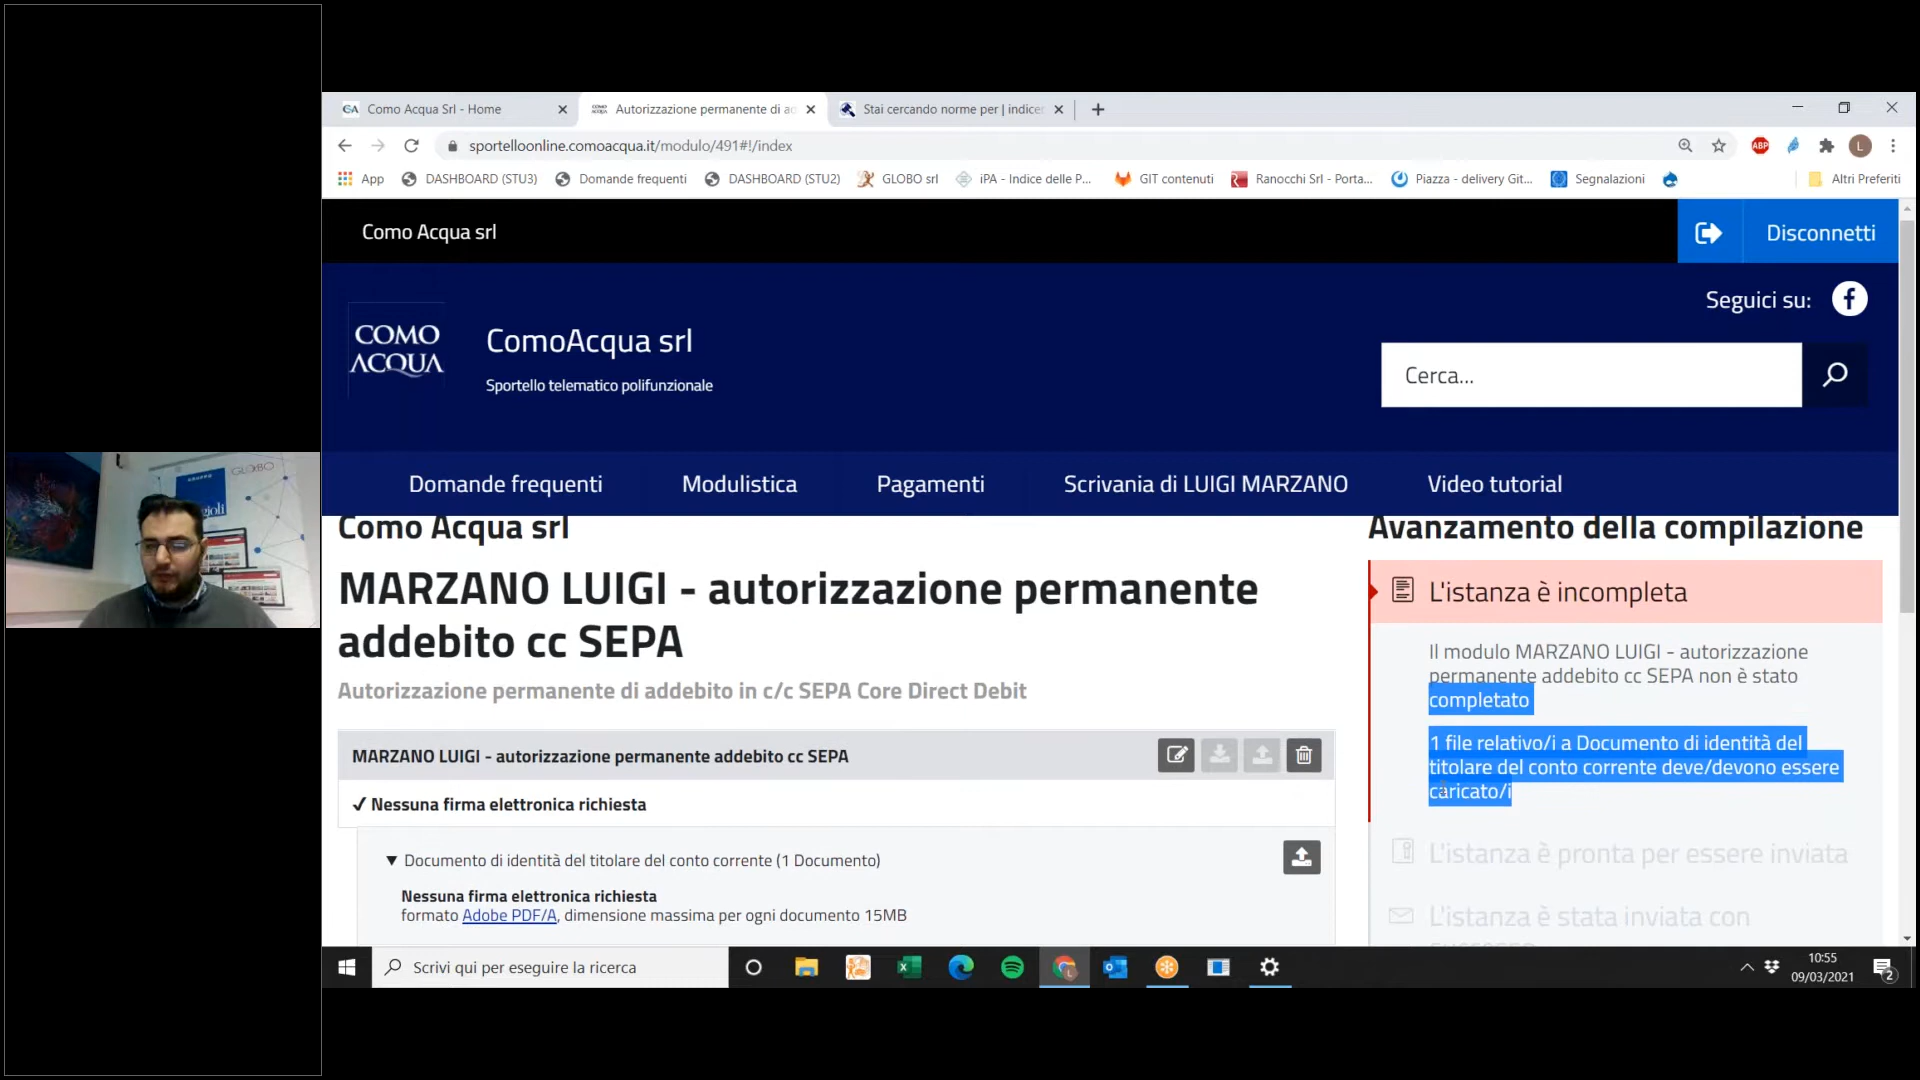 Como Acqua Srl - Home
Autorizzazione permanente di ad
Stai cercando norme per | indice
sportelloonline.comoacqua.it/modulo/491#!/index
ABP
L
App
DASHBOARD (STU3)
Domande frequenti
DASHBOARD (STU2)
GLOBO srl
iPA - Indice delle P...
GIT contenuti
Ranocchi Srl - Porta...
Piazza - delivery Git...
Segnalazioni
Altri Preferiti
Como Acqua srl
Disconnetti
Seguici su:
COMO
ACQUA
ComoAcqua srl
Sportello telematico polifunzionale
Cerca...
Domande frequenti
Modulistica
Pagamenti
Scrivania di LUIGI MARZANO
Video tutorial
Como Acqua srl
MARZANO LUIGI - autorizzazione permanente
addebito cc SEPA
Autorizzazione permanente di addebito in c/c SEPA Core Direct Debit
MARZANO LUIGI - autorizzazione permanente addebito cc SEPA
Nessuna firma elettronica richiesta
Documento di identità del titolare del conto corrente (1 Documento)
Nessuna firma elettronica richiesta
formato Adobe PDF/A, dimensione massima per ogni documento 15MB
Avanzamento della compilazione
L'istanza è incompleta
Il modulo MARZANO LUIGI - autorizzazione
permanente addebito cc SEPA non è stato
completato
1 file relativo/i a Documento di identità del
titolare del conto corrente deve/devono essere
caricato/i
L'istanza è pronta per essere inviata
L'istanza è stata inviata con
GLOBO
gioli
Scrivi qui per eseguire la ricerca
10:55
09/03/2021
2